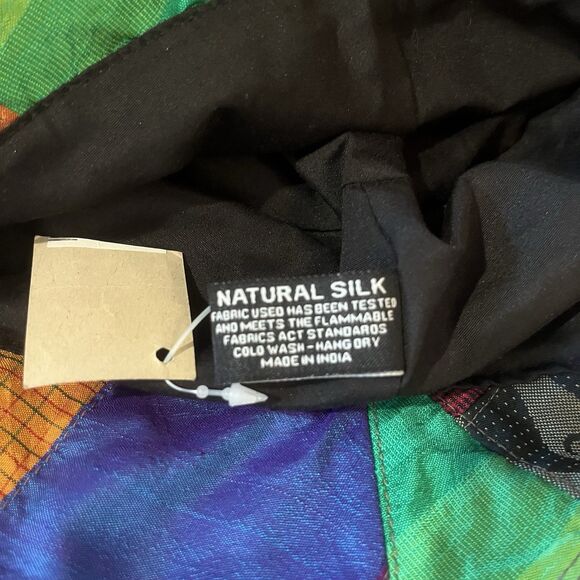 NATURAL SILK
FABRIC USED HAS BEEN TESTED
AND MEETS THE FLAMMABLE
FABRICS ACT STANDARDS
COLD WASH - HANG DRY
MADE IN INDIA